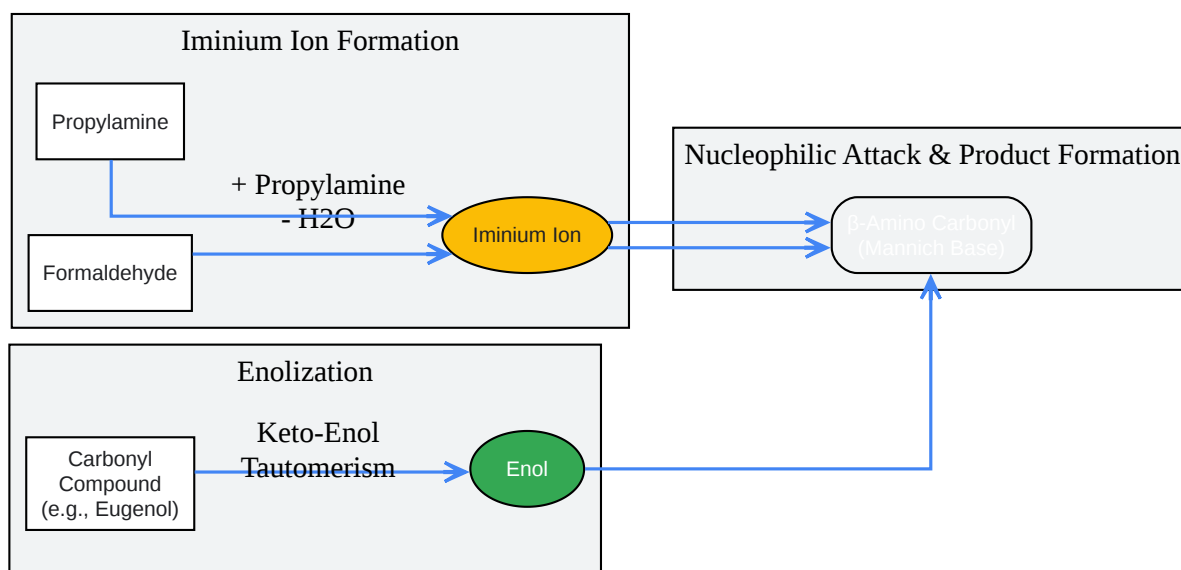 Iminium Ion Formation
Propylamine
+ Propylamine
- H2O
Iminium Ion
Formaldehyde
Nucleophilic Attack & Product Formation
β-Amino Carbonyl
(Mannich Base)
Enolization
Keto-Enol
Tautomerism
Carbonyl
Compound
(e.g., Eugenol)
Enol